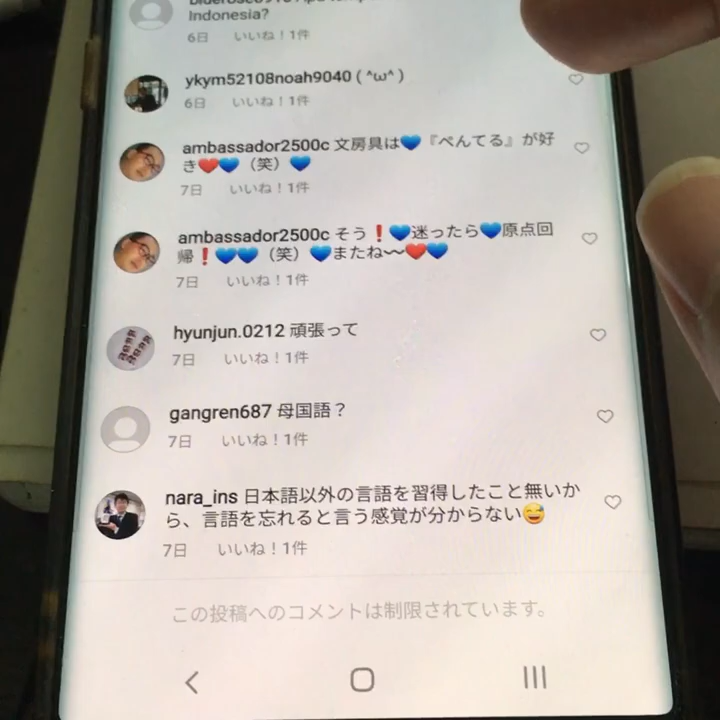 Indonesia?
6日 いいね！1件
ykym52108noah9040 ( ^ω^ )
6日 いいね！1件
ambassador2500c 文房具は💙『ぺんてる』が好
き❤️💙（笑）💙
7日 いいね！1件
ambassador2500c そう❗💙迷ったら💙原点回
帰❗💙💙（笑）💙またね〜❤️💙
7日 いいね！1件
hyunjun.0212 頑張って
7日 いいね！1件
gangren687 母国語？
7日 いいね！1件
nara_ins 日本語以外の言語を習得したこと無いか
ら、言語を忘れると言う感覚が分からない😅
7日 いいね！1件
この投稿へのコメントは制限されています。